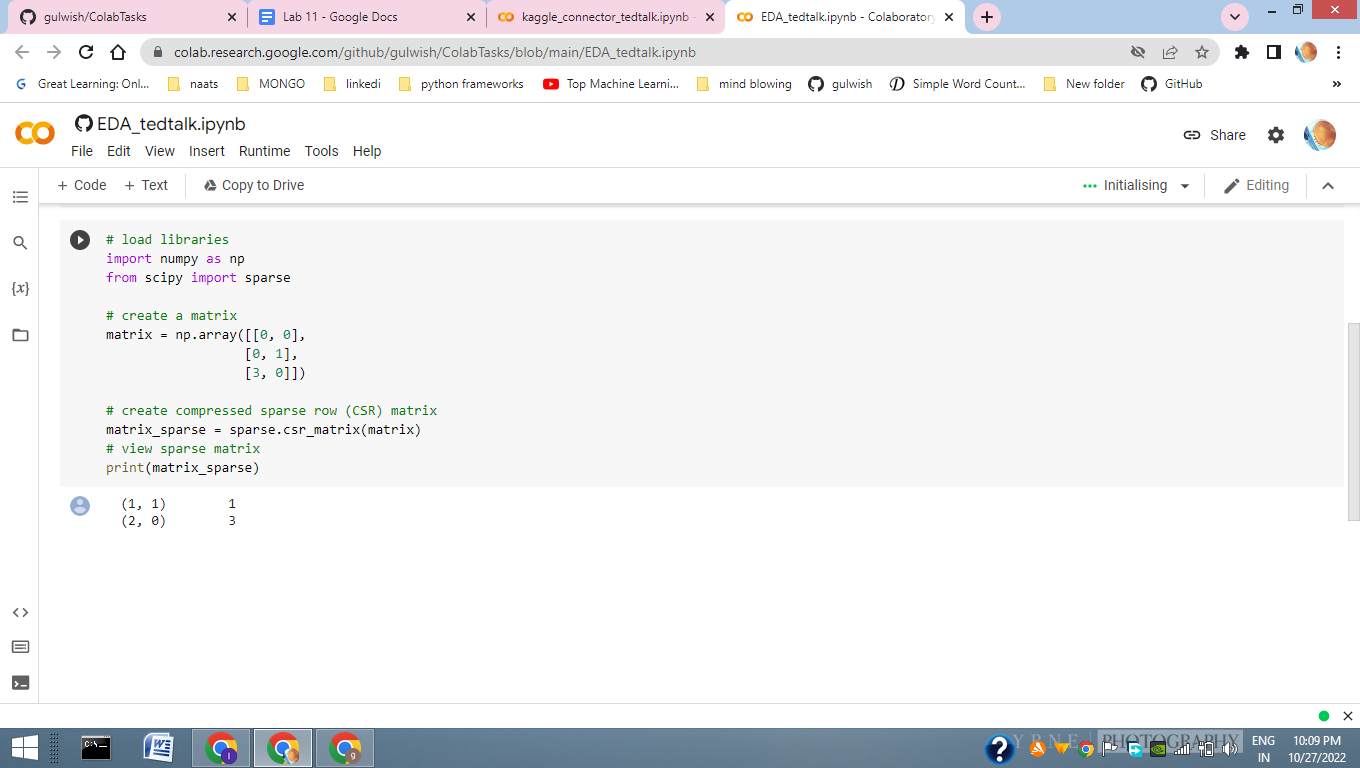 gulwish/ColabTasks
Lab 11 - Google Docs
kaggle_connector_tedtalk.ipynb -
EDA_tedtalk.ipynb - Colaboratory
colab.research.google.com/github/gulwish/ColabTasks/blob/main/EDA_tedtalk.ipynb
Great Learning: Onl...
naats
MONGO
linkedi
python frameworks
Top Machine Learni...
mind blowing
gulwish
Simple Word Count...
New folder
GitHub
»
EDA_tedtalk.ipynb
Share
File Edit View Insert Runtime Tools Help
+ Code + Text
Copy to Drive
Initialising
Editing
{x}
# load libraries
import numpy as np
from scipy import sparse
# create a matrix
matrix = np.array([[0, 0],
[0, 1],
[3, 0]])
# create compressed sparse row (CSR) matrix
matrix_sparse = sparse.csr_matrix(matrix)
# view sparse matrix
print(matrix_sparse)
(1, 1) 1
(2, 0) 3
YRNE PHOTOGRAPHY
ENG
IN
10:09 PM
10/27/2022